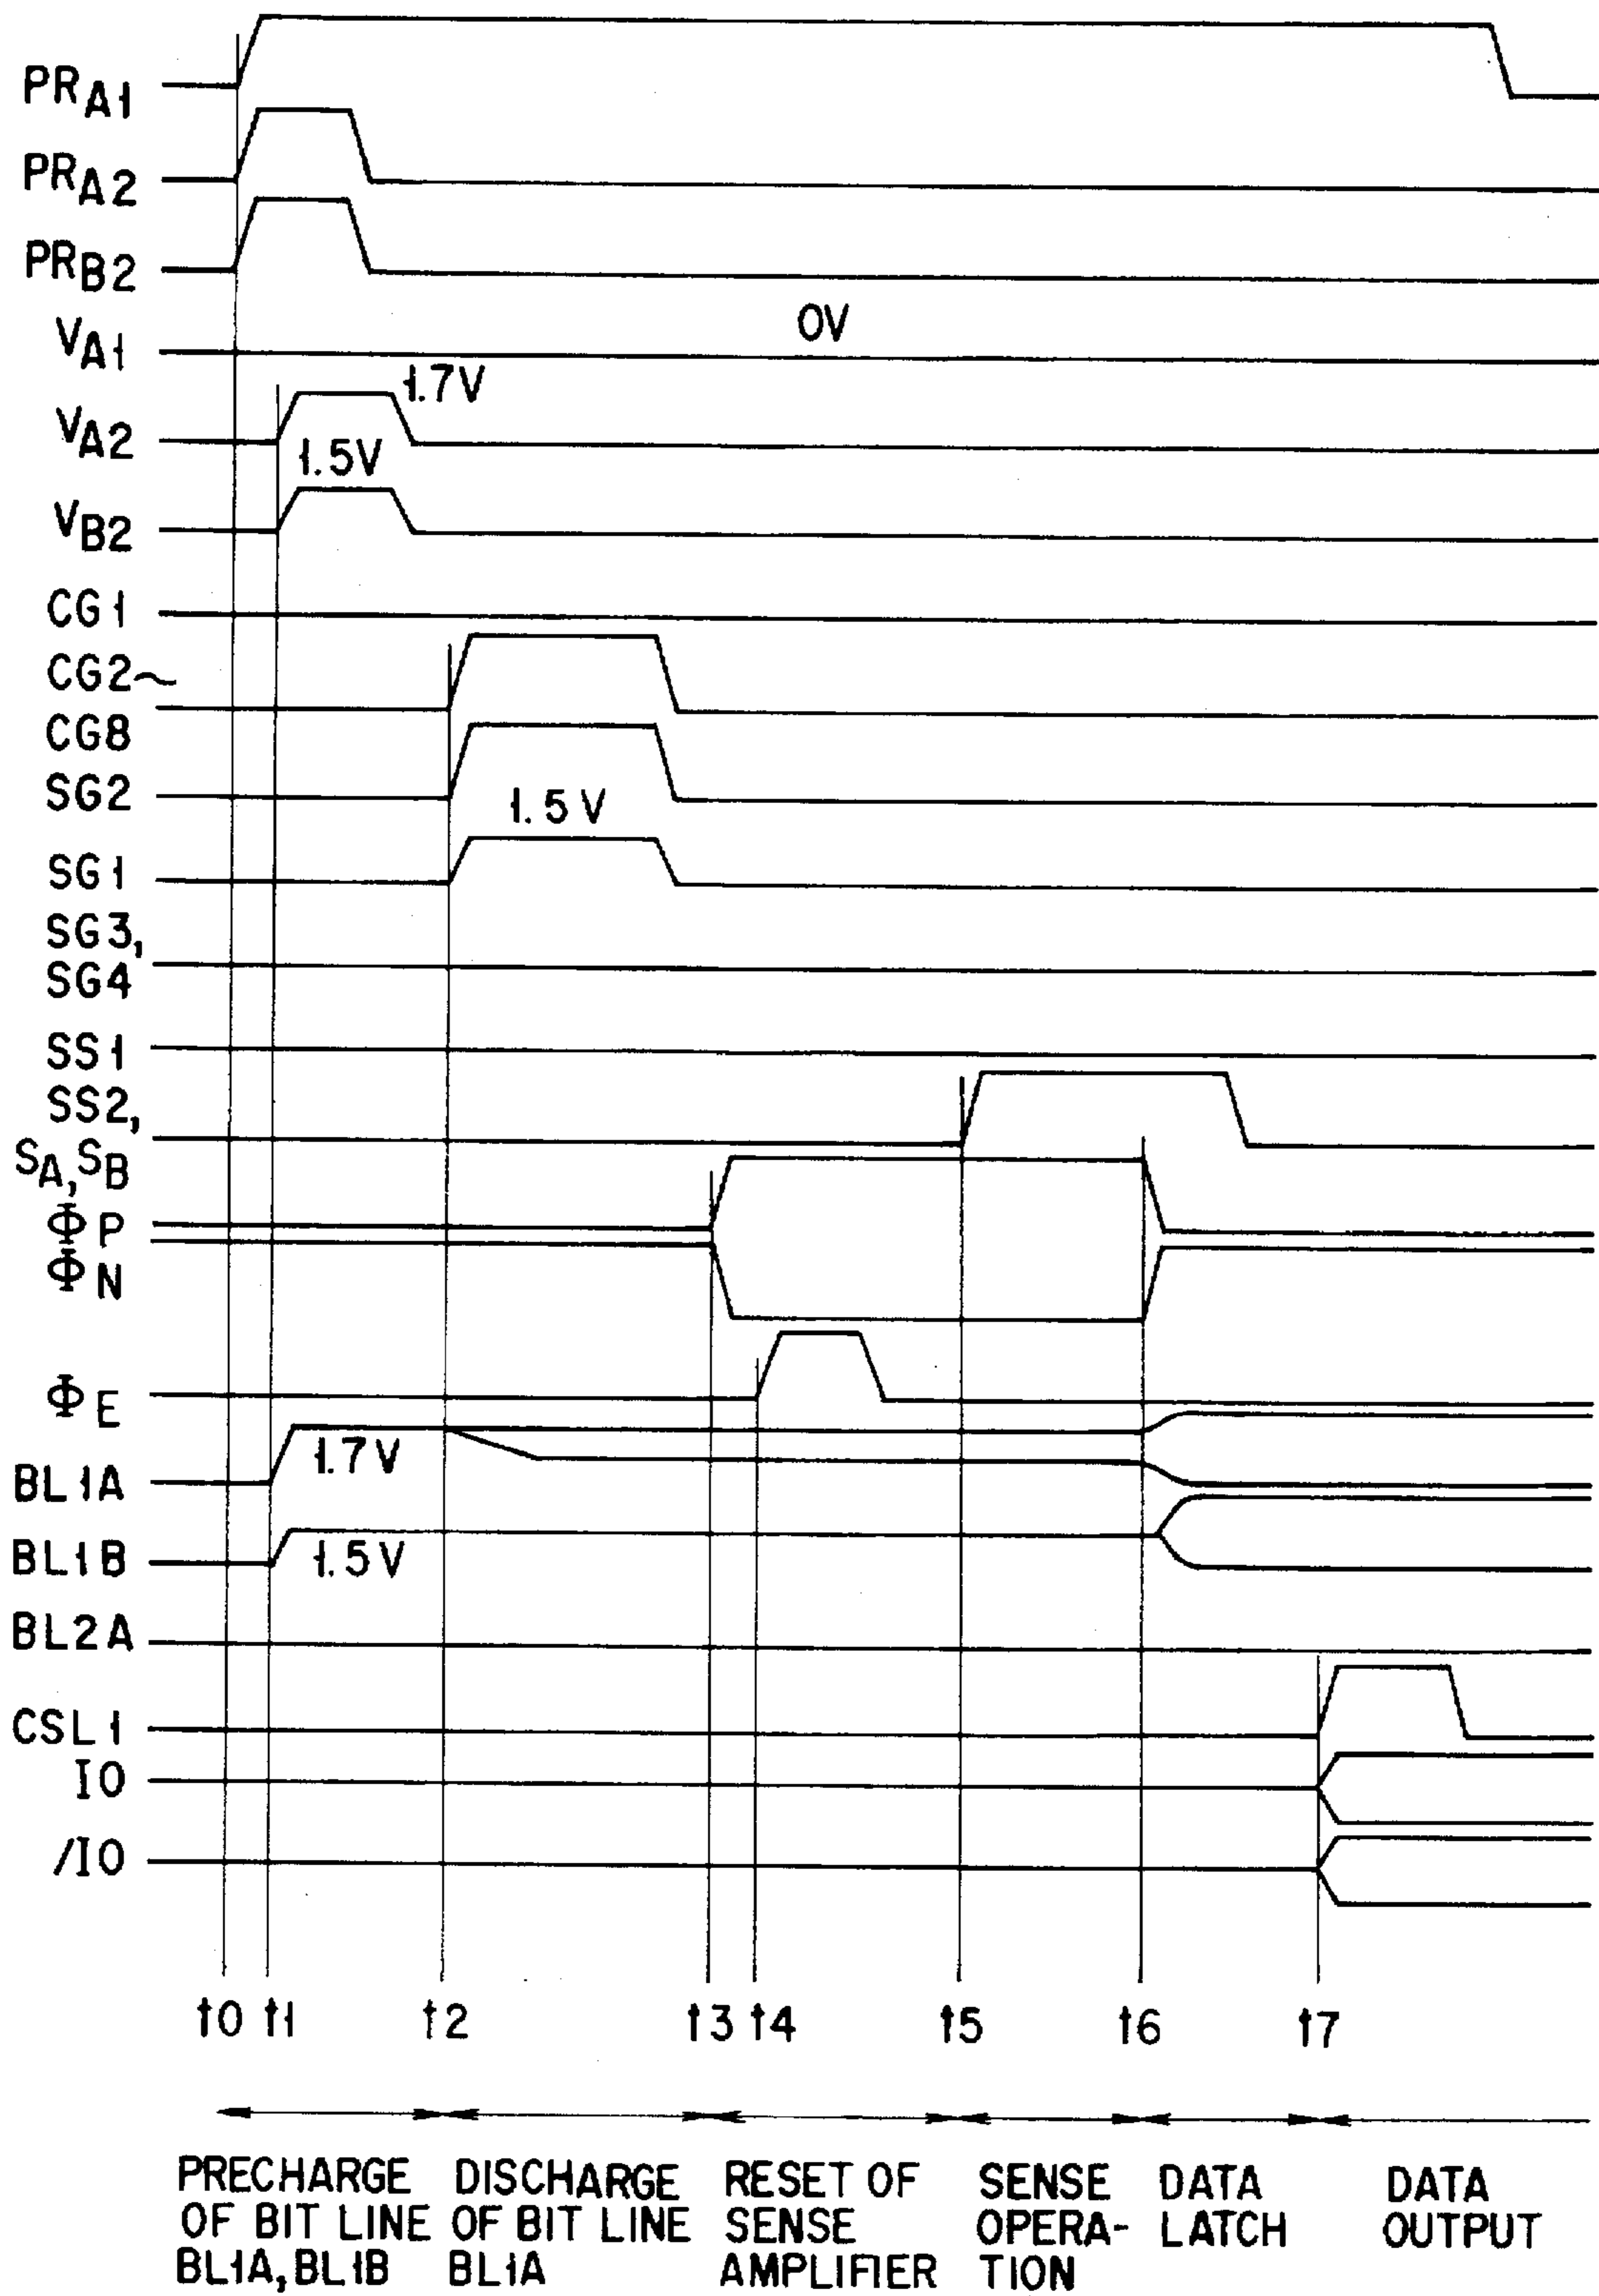 PRA1
PRA2
PRB2
VA1
0V
VA2
1.7V
1.5V
VB2
CG1
CG2~
CG8
SG2
1.5V
SG1
SG3,
SG4
SS1
SS2,
SA,SB
ΦP
ΦN
ΦE
BL1A
1.7V
BL1B
1.5V
BL2A
CSL1
IO
/IO
t0 t1 t2 t3 t4 t5 t6 t7
PRECHARGE DISCHARGE RESET OF SENSE DATA DATA
OF BIT LINE OF BIT LINE SENSE OPERA- LATCH OUTPUT
BL1A,BL1B BL1A AMPLIFIER TION